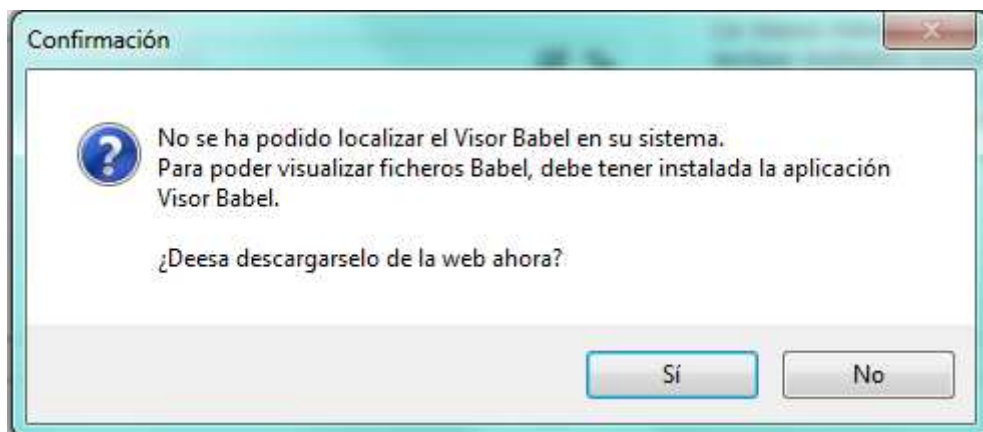 Confirmación
No se ha podido localizar el Visor Babel en su sistema.
Para poder visualizar ficheros Babel, debe tener instalada la aplicación
Visor Babel.
¿Deesa descargarselo de la web ahora?
Sí
No